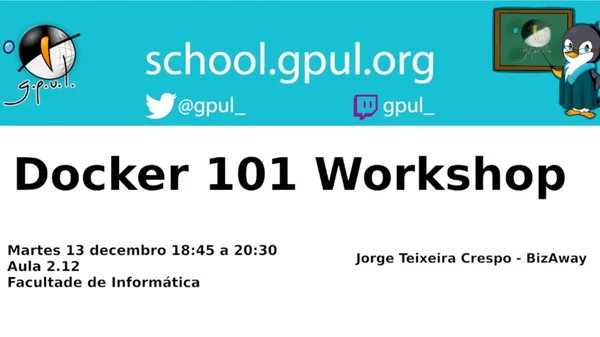 g.p.u.l.
school.gpul.org
@gpul_
gpul_
Docker 101 Workshop
Martes 13 decembro 18:45 a 20:30
Aula 2.12
Facultade de Informática
Jorge Teixeira Crespo - BizAway